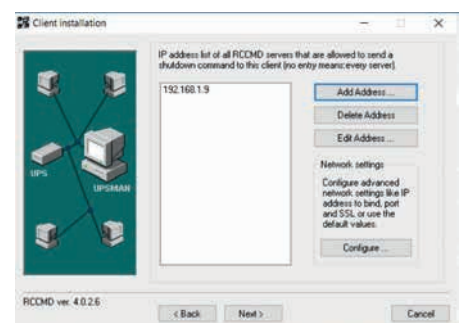 Client installation
IP address list of all RCCMD servers that are allowed to send a
shutdown command to this client (no entry means:every server).
192.168.1.9
Add Address ...
Delete Address
Edit Address ...
Network settings
Configure advanced
network settings like IP
address to bind, port
and SSL or use the
default values.
Configure ...
UPS
UPSMAN
RCCMD ver. 4.0.2.6
< Back
Next >
Cancel